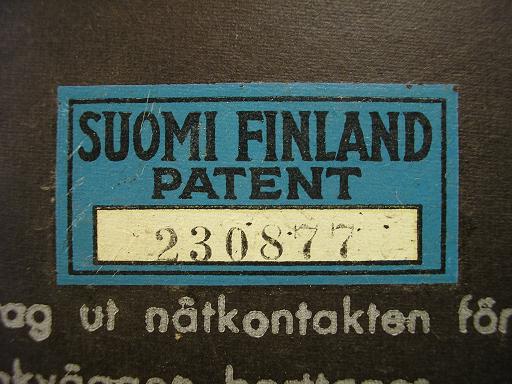 SUOMI FINLAND
PATENT
230877
ag ut nätkontakten för